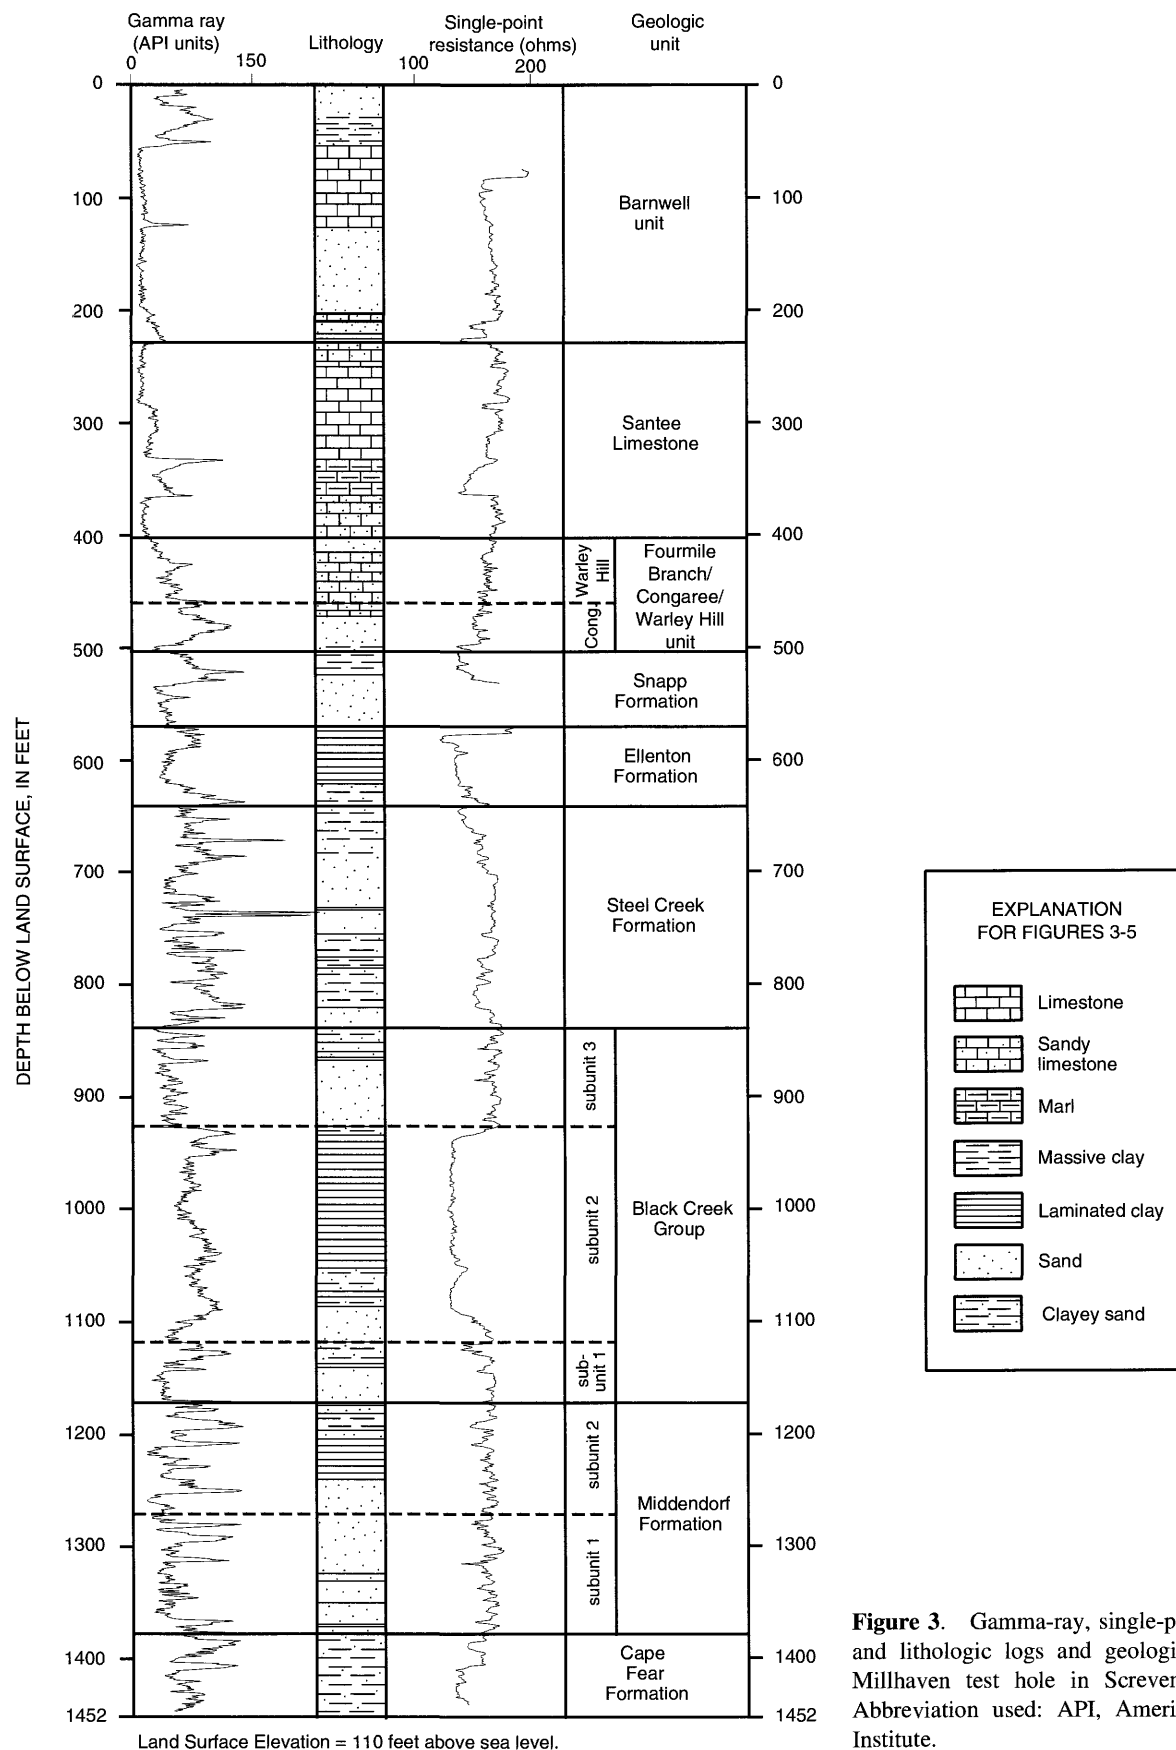 Gamma ray
(API units)
Lithology
Single-point
resistance (ohms)
Geologic
unit
0
150
100
200
0
100
200
300
400
500
600
700
800
900
1000
1100
1200
1300
1400
1452
DEPTH BELOW LAND SURFACE, IN FEET
Barnwell
unit
Santee
Limestone
Warley
Hill
Cong.
Fourmile
Branch/
Congaree/
Warley Hill
unit
Snapp
Formation
Ellenton
Formation
Steel Creek
Formation
subunit 3
subunit 2
sub-
unit 1
Black Creek
Group
subunit 2
subunit 1
Middendorf
Formation
Cape
Fear
Formation
0
100
200
300
400
500
600
700
800
900
1000
1100
1200
1300
1400
1452
Land Surface Elevation = 110 feet above sea level.
EXPLANATION
FOR FIGURES 3-5
Limestone
Sandy
limestone
Marl
Massive clay
Laminated clay
Sand
Clayey sand
Figure 3. Gamma-ray, single-p
and lithologic logs and geologi
Millhaven test hole in Screver
Abbreviation used: API, Ameri
Institute.